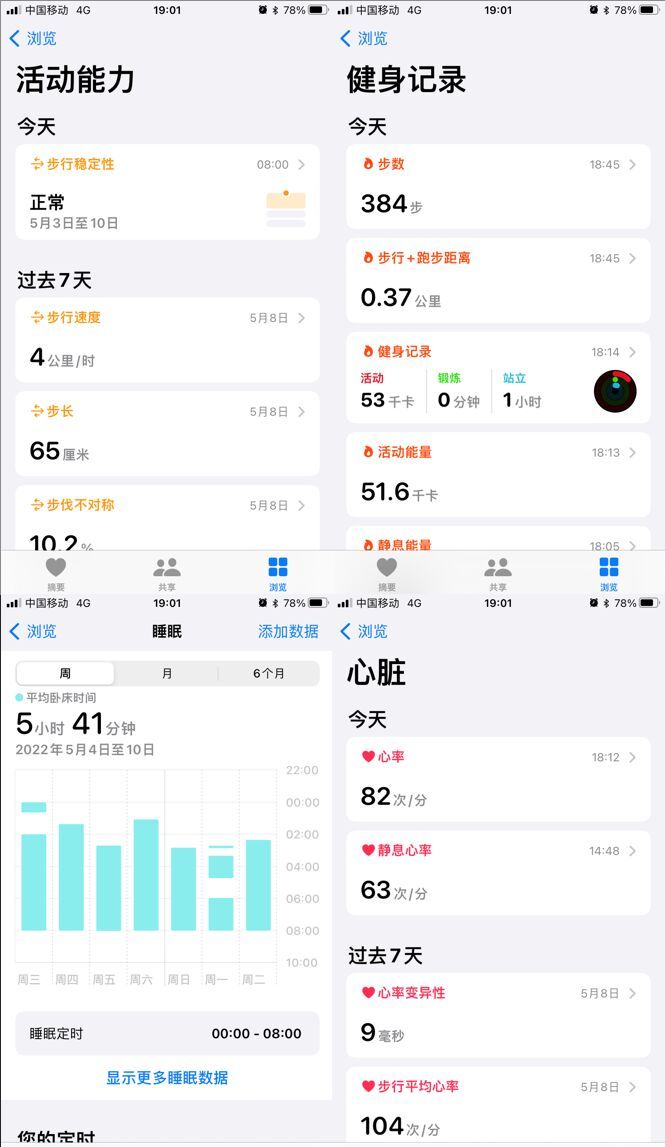 中国移动 4G 19:01 78%
浏览
活动能力
今天
步行稳定性 08:00
正常
5月3日至10日
过去7天
步行速度 5月8日
4公里/时
步长 5月8日
65厘米
步伐不对称 5月8日
10.2%
摘要 共享 浏览
中国移动 4G 19:01 78%
浏览
健身记录
今天
步数 18:45
384步
步行+跑步距离 18:45
0.37公里
健身记录 18:14
活动 锻炼 站立
53千卡 0分钟 1小时
活动能量 18:13
51.6千卡
静息能量 18:05
摘要 共享 浏览
中国移动 4G 19:01 78%
浏览 睡眠 添加数据
周 月 6个月
平均卧床时间
5小时 41分钟
2022年5月4日至10日
22:00
00:00
02:00
04:00
06:00
08:00
10:00
周三 周四 周五 周六 周日 周一 周二
睡眠定时 00:00 - 08:00
显示更多睡眠数据
您的定时
中国移动 4G 19:01 78%
浏览
心脏
今天
心率 18:12
82次/分
静息心率 14:48
63次/分
过去7天
心率变异性 5月8日
9毫秒
步行平均心率 5月8日
104次/分